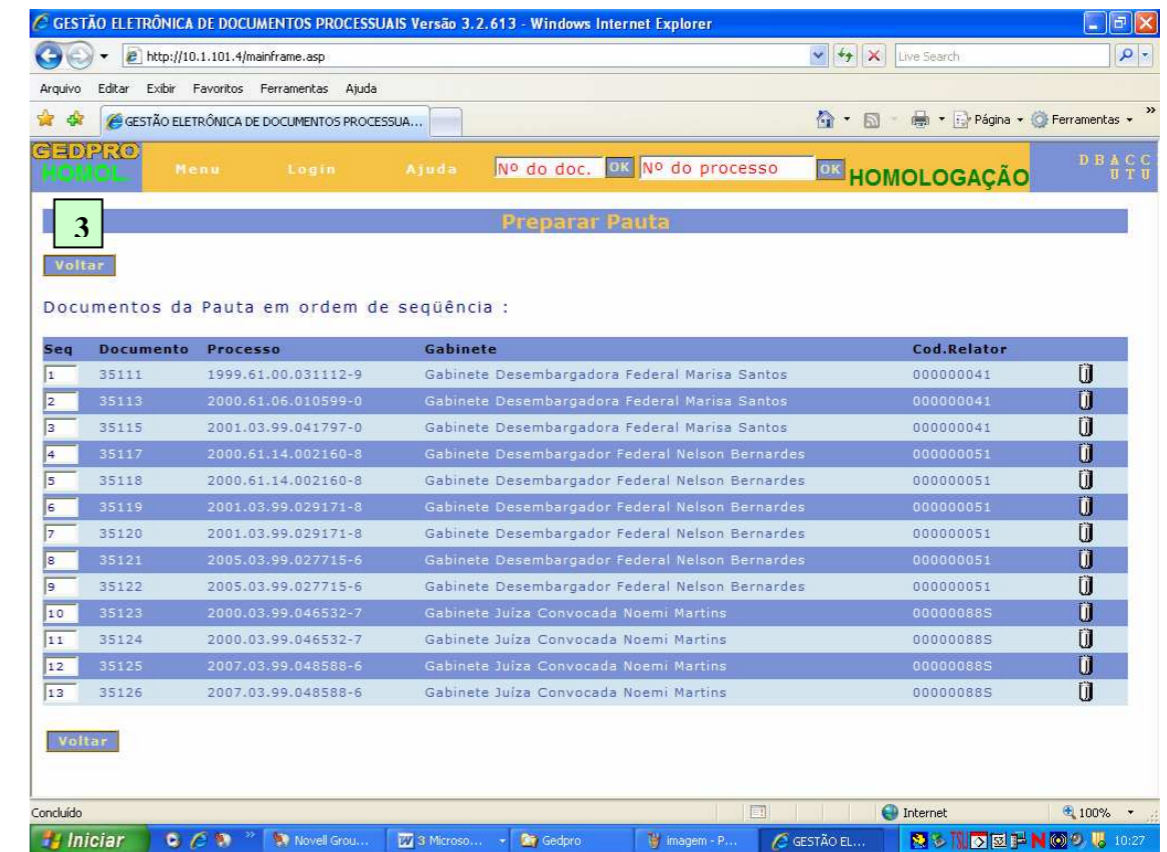 GESTÃO ELETRÔNICA DE DOCUMENTOS PROCESSUAIS Versão 3.2.613 - Windows Internet Explorer
http://10.1.101.4/mainframe.asp
Live Search
Arquivo Editar Exibir Favoritos Ferramentas Ajuda
GESTÃO ELETRÔNICA DE DOCUMENTOS PROCESSUA... Página Ferramentas
GEDPRO
HOMOL. Menu Login Ajuda Nº do doc. OK Nº do processo OK HOMOLOGAÇÃO DBACC
UTU
3 Preparar Pauta
Voltar
Documentos da Pauta em ordem de seqüência :
Seq Documento Processo Gabinete Cod.Relator
1 35111 1999.61.00.031112-9 Gabinete Desembargadora Federal Marisa Santos 000000041
2 35113 2000.61.06.010599-0 Gabinete Desembargadora Federal Marisa Santos 000000041
3 35115 2001.03.99.041797-0 Gabinete Desembargadora Federal Marisa Santos 000000041
4 35117 2000.61.14.002160-8 Gabinete Desembargador Federal Nelson Bernardes 000000051
5 35118 2000.61.14.002160-8 Gabinete Desembargador Federal Nelson Bernardes 000000051
6 35119 2001.03.99.029171-8 Gabinete Desembargador Federal Nelson Bernardes 000000051
7 35120 2001.03.99.029171-8 Gabinete Desembargador Federal Nelson Bernardes 000000051
8 35121 2005.03.99.027715-6 Gabinete Desembargador Federal Nelson Bernardes 000000051
9 35122 2005.03.99.027715-6 Gabinete Desembargador Federal Nelson Bernardes 000000051
10 35123 2000.03.99.046532-7 Gabinete Juíza Convocada Noemi Martins 00000088S
11 35124 2000.03.99.046532-7 Gabinete Juíza Convocada Noemi Martins 00000088S
12 35125 2007.03.99.048588-6 Gabinete Juíza Convocada Noemi Martins 00000088S
13 35126 2007.03.99.048588-6 Gabinete Juíza Convocada Noemi Martins 00000088S
Voltar
Concluído Internet 100%
Iniciar Novell Grou... 3 Microso... Gedpro imagem - P... GESTÃO EL... 10:27